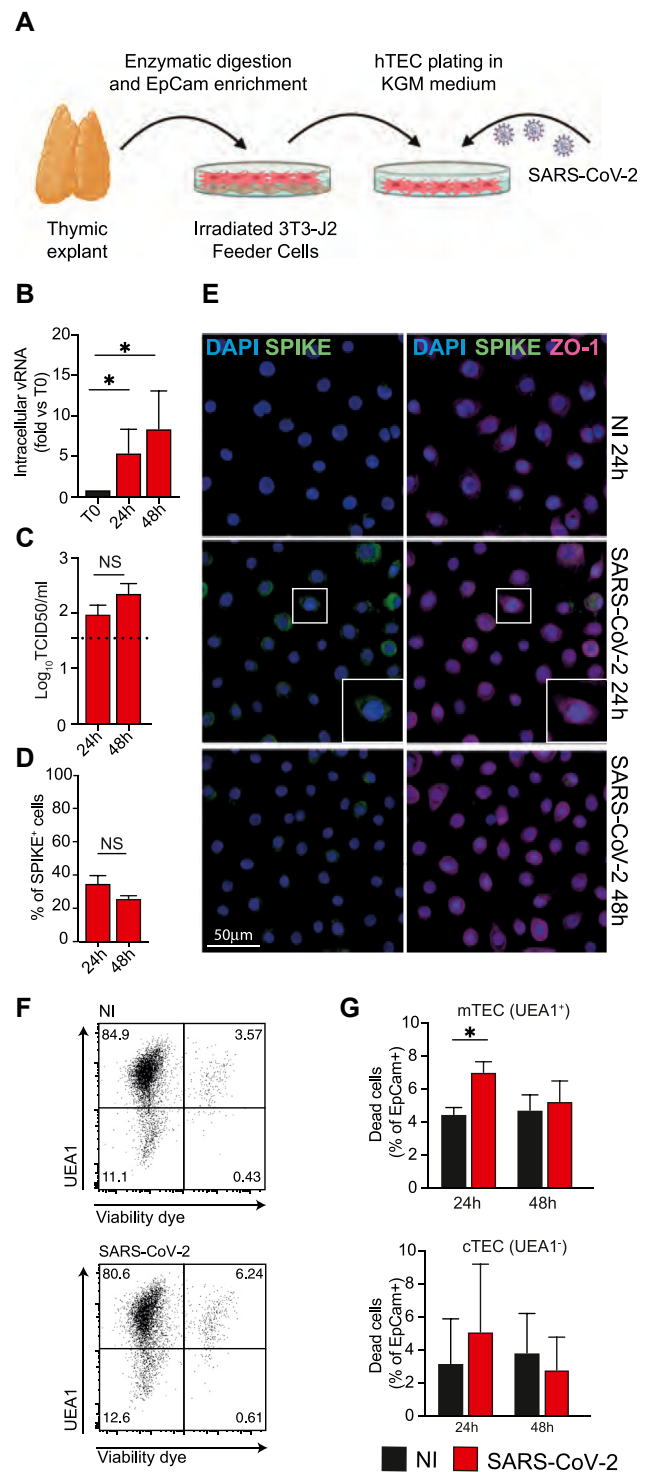 A
Enzymatic digestion
and EpCam enrichment
hTEC plating in
KGM medium
SARS-CoV-2
Thymic
explant
Irradiated 3T3-J2
Feeder Cells
B
Intracellular vRNA
(fold vs T0)
20
15
10
5
0
*
*
T0
24h
48h
C
Log10TCID50/ml
3
2
1
0
NS
24h
48h
D
% of SPIKE+ cells
100
80
60
40
20
0
NS
24h
48h
E
DAPI SPIKE
DAPI SPIKE ZO-1
NI 24h
SARS-CoV-2 24h
SARS-CoV-2 48h
50µm
F
NI
84.9
3.57
11.1
0.43
UEA1
Viability dye
SARS-CoV-2
80.6
6.24
12.6
0.61
UEA1
Viability dye
G
mTEC (UEA1+)
Dead cells
(% of EpCam+)
10
8
6
4
2
0
*
24h
48h
cTEC (UEA1-)
Dead cells
(% of EpCam+)
10
8
6
4
2
0
24h
48h
NI
SARS-CoV-2